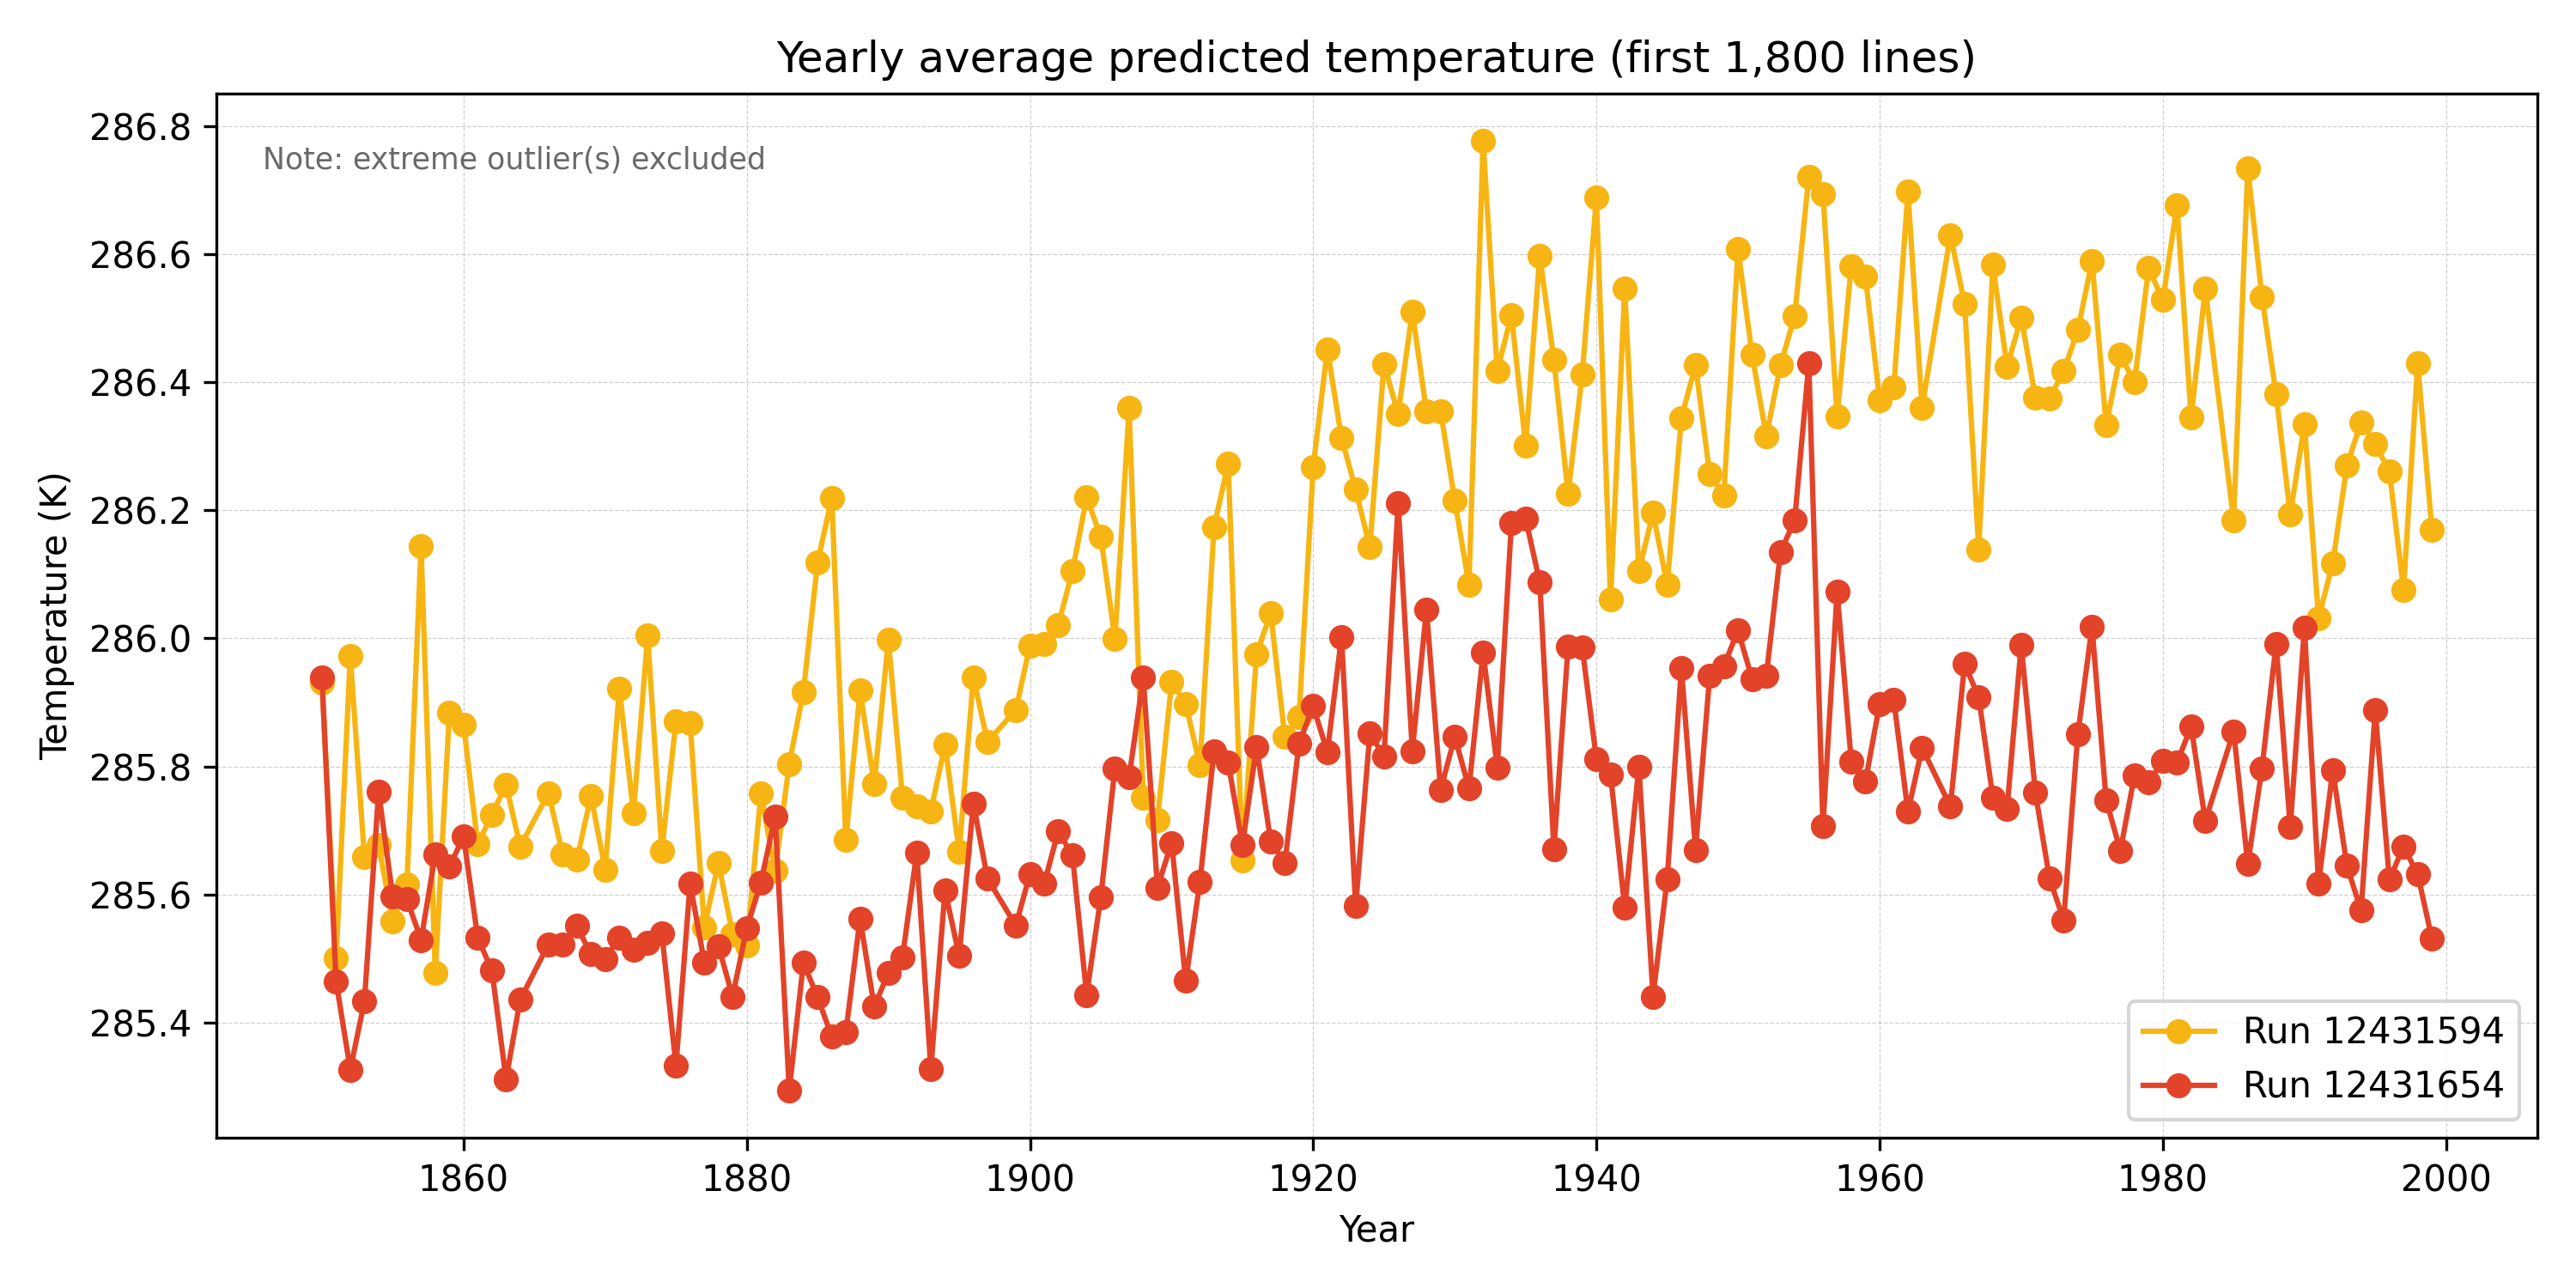 Yearly average predicted temperature (first 1,800 lines)
Note: extreme outlier(s) excluded
Temperature (K)
286.8
286.6
286.4
286.2
286.0
285.8
285.6
285.4
1860
1880
1900
1920
1940
1960
1980
2000
Year
Run 12431594
Run 12431654